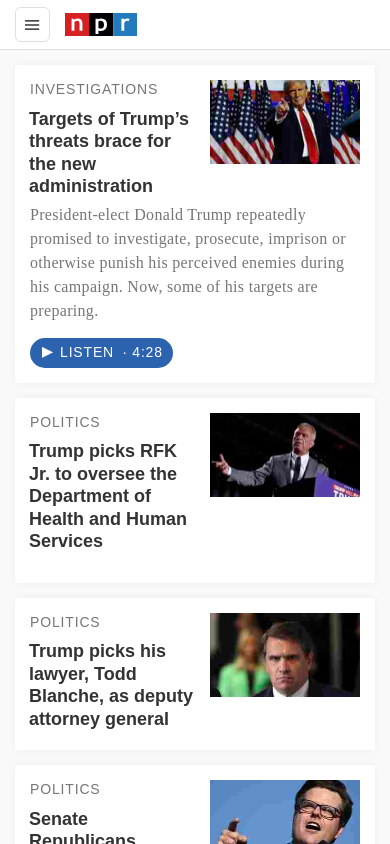 npr
INVESTIGATIONS
Targets of Trump’s
threats brace for
the new
administration
President-elect Donald Trump repeatedly
promised to investigate, prosecute, imprison or
otherwise punish his perceived enemies during
his campaign. Now, some of his targets are
preparing.
LISTEN · 4:28
POLITICS
Trump picks RFK
Jr. to oversee the
Department of
Health and Human
Services
POLITICS
Trump picks his
lawyer, Todd
Blanche, as deputy
attorney general
POLITICS
Senate
Republicans